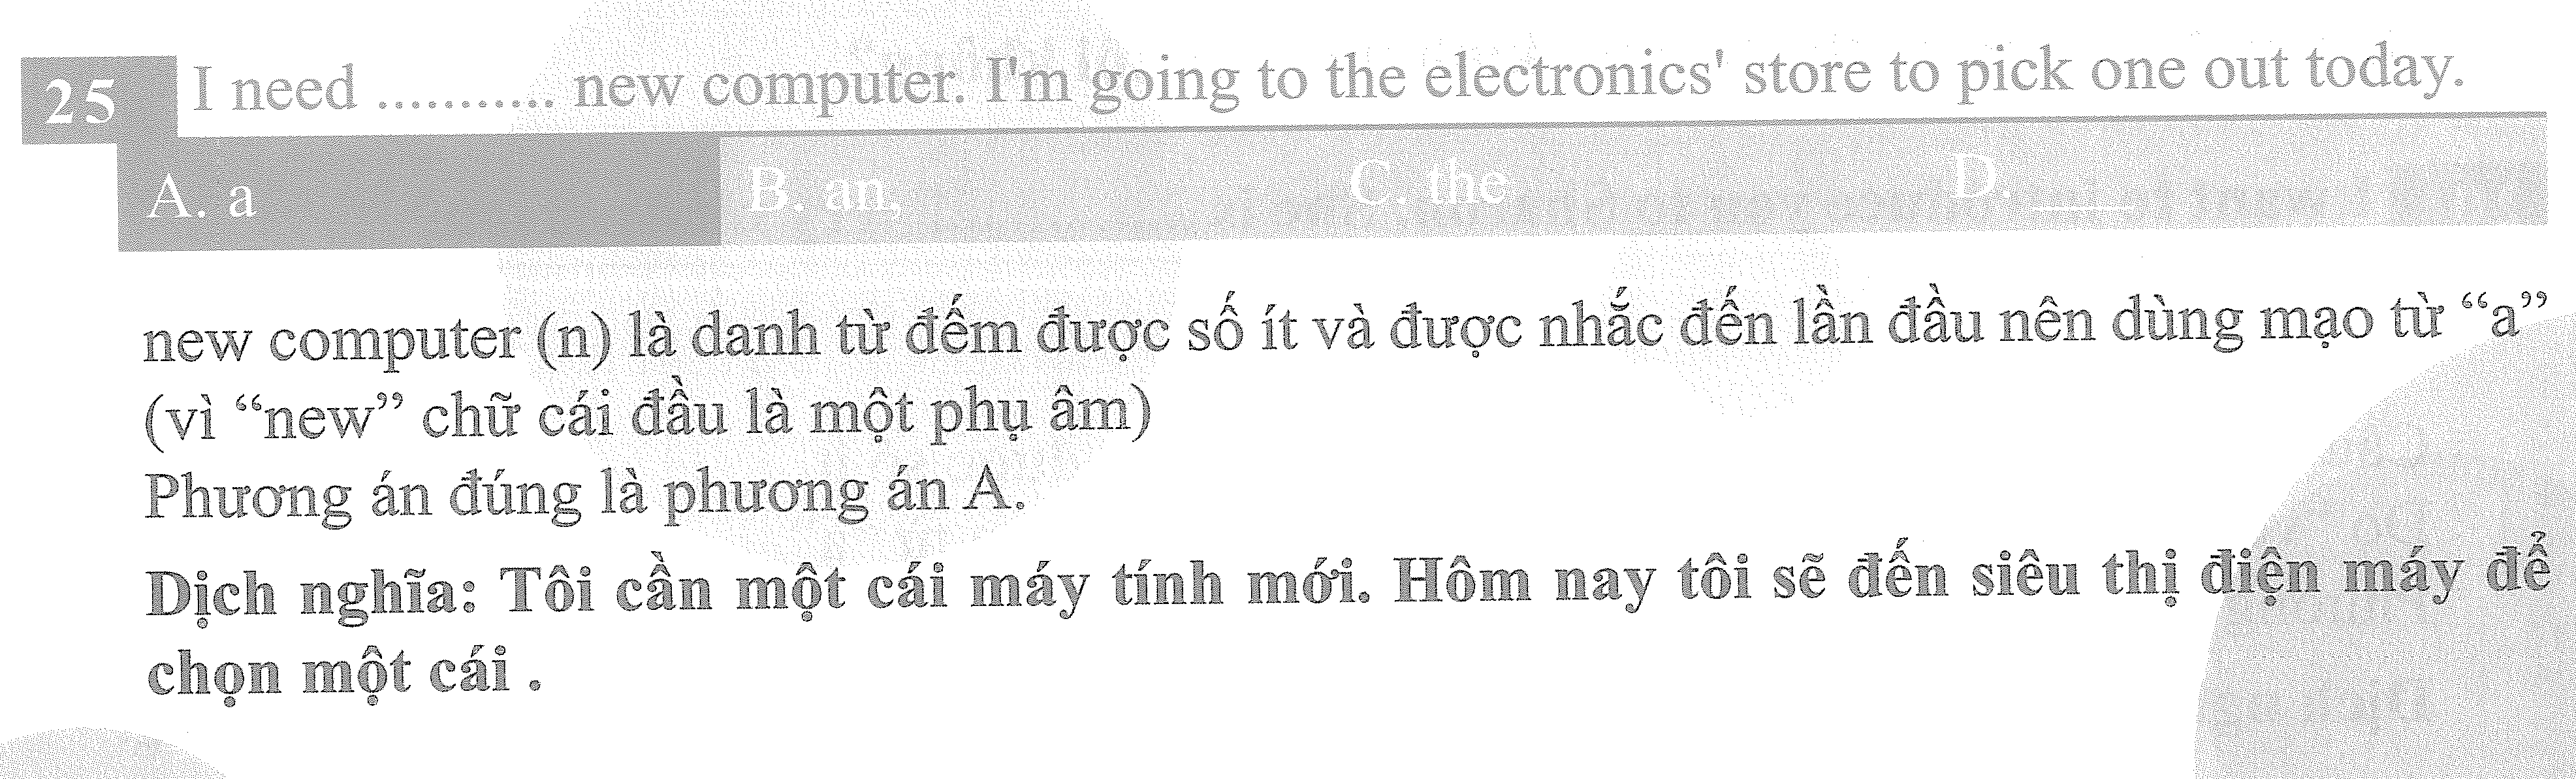 25 I need ........... new computer. I'm going to the electronics' store to pick one out today.
A. a B. an, C. the D. ____
new computer (n) là danh từ đếm được số ít và được nhắc đến lần đầu nên dùng mạo từ “a”
(vì “new” chữ cái đầu là một phụ âm)
Phương án đúng là phương án A.
Dịch nghĩa: Tôi cần một cái máy tính mới. Hôm nay tôi sẽ đến siêu thị điện máy để
chọn một cái .